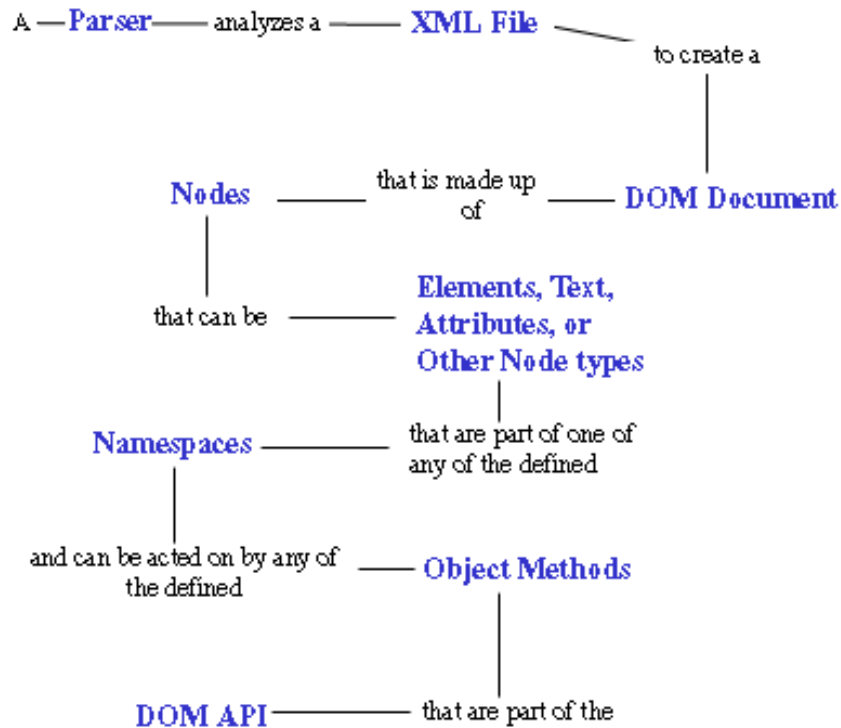 A Parser analyzes a XML File
to create a
Nodes that is made up of DOM Document
that can be
Elements, Text,
Attributes, or
Other Node types
Namespaces that are part of one of
any of the defined
and can be acted on by any of
the defined
Object Methods
DOM API that are part of the